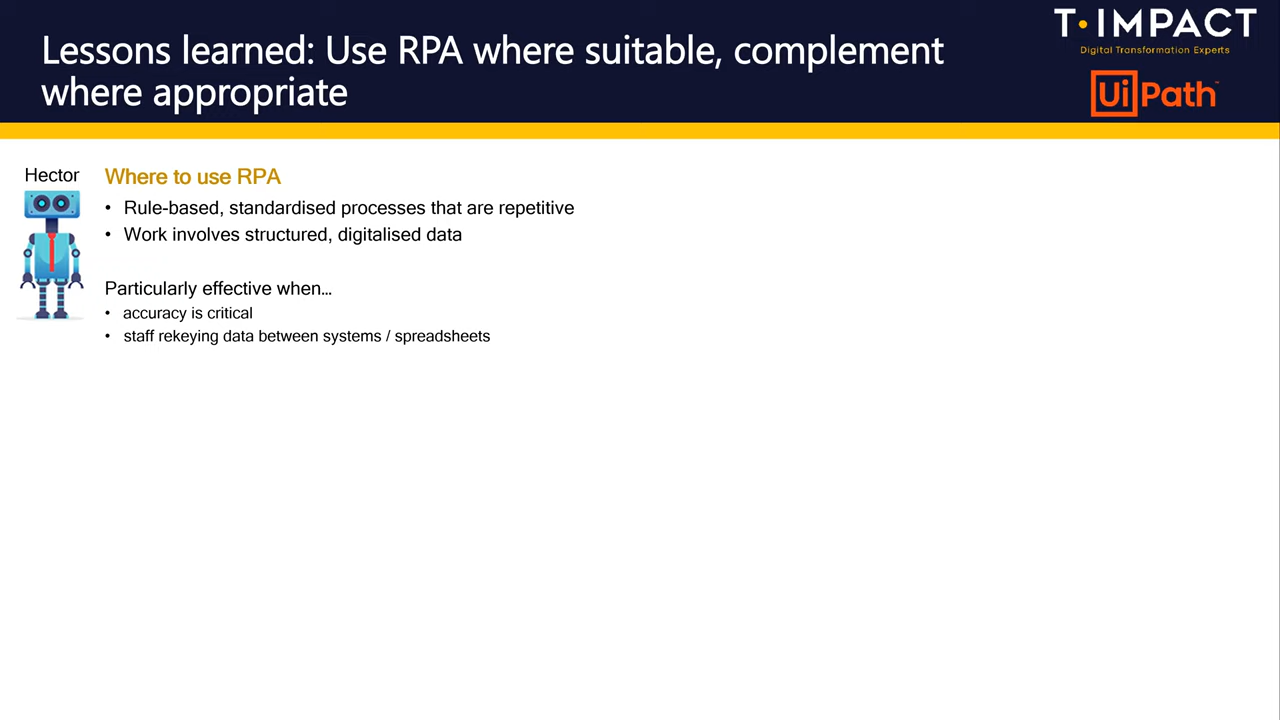 Lessons learned: Use RPA where suitable, complement
where appropriate
T·IMPACT
Digital Transformation Experts
UiPath™
Hector
Where to use RPA
• Rule-based, standardised processes that are repetitive
• Work involves structured, digitalised data
Particularly effective when…
• accuracy is critical
• staff rekeying data between systems / spreadsheets